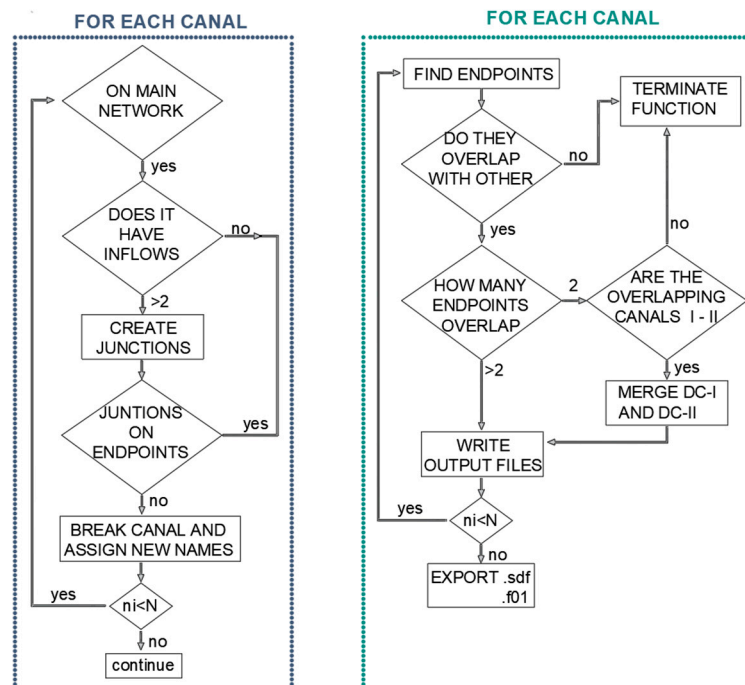 FOR EACH CANAL
ON MAIN
NETWORK
yes
DOES IT
HAVE
INFLOWS
no
>2
CREATE
JUNCTIONS
JUNTIONS
ON
ENDPOINTS
yes
no
BREAK CANAL AND
ASSIGN NEW NAMES
yes
ni<N
no
continue
FOR EACH CANAL
FIND ENDPOINTS
TERMINATE
FUNCTION
DO THEY
OVERLAP
WITH OTHER
no
yes
no
HOW MANY
ENDPOINTS
OVERLAP
2
ARE THE
OVERLAPPING
CANALS I - II
>2
yes
MERGE DC-I
AND DC-II
WRITE
OUTPUT FILES
yes
ni<N
no
EXPORT .sdf
.f01